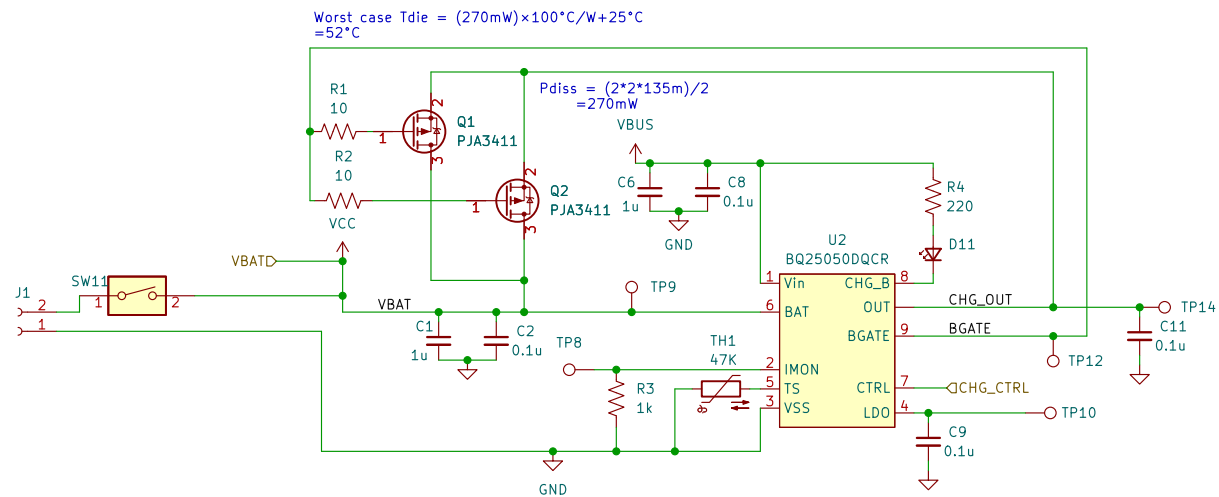 Worst case Tdie = (270mW)×100°C/W+25°C
=52°C
Pdiss = (2*2*135m)/2
=270mW
R1
10
1
2
3
Q1
PJA3411
R2
10
1
2
3
Q2
PJA3411
VBUS
C6
1u
C8
0.1u
GND
R4
220
D11
VCC
VBAT
SW11
1
2
J1
2
1
VBAT
C1
1u
C2
0.1u
TP9
U2
BQ25050DQCR
1
Vin
6
BAT
2
IMON
5
TS
3
VSS
CHG_B
8
OUT
BGATE
9
CTRL
7
LDO
4
CHG_OUT
TP14
C11
0.1u
BGATE
TP12
CHG_CTRL
TP10
C9
0.1u
TP8
TH1
47K
R3
1k
GND